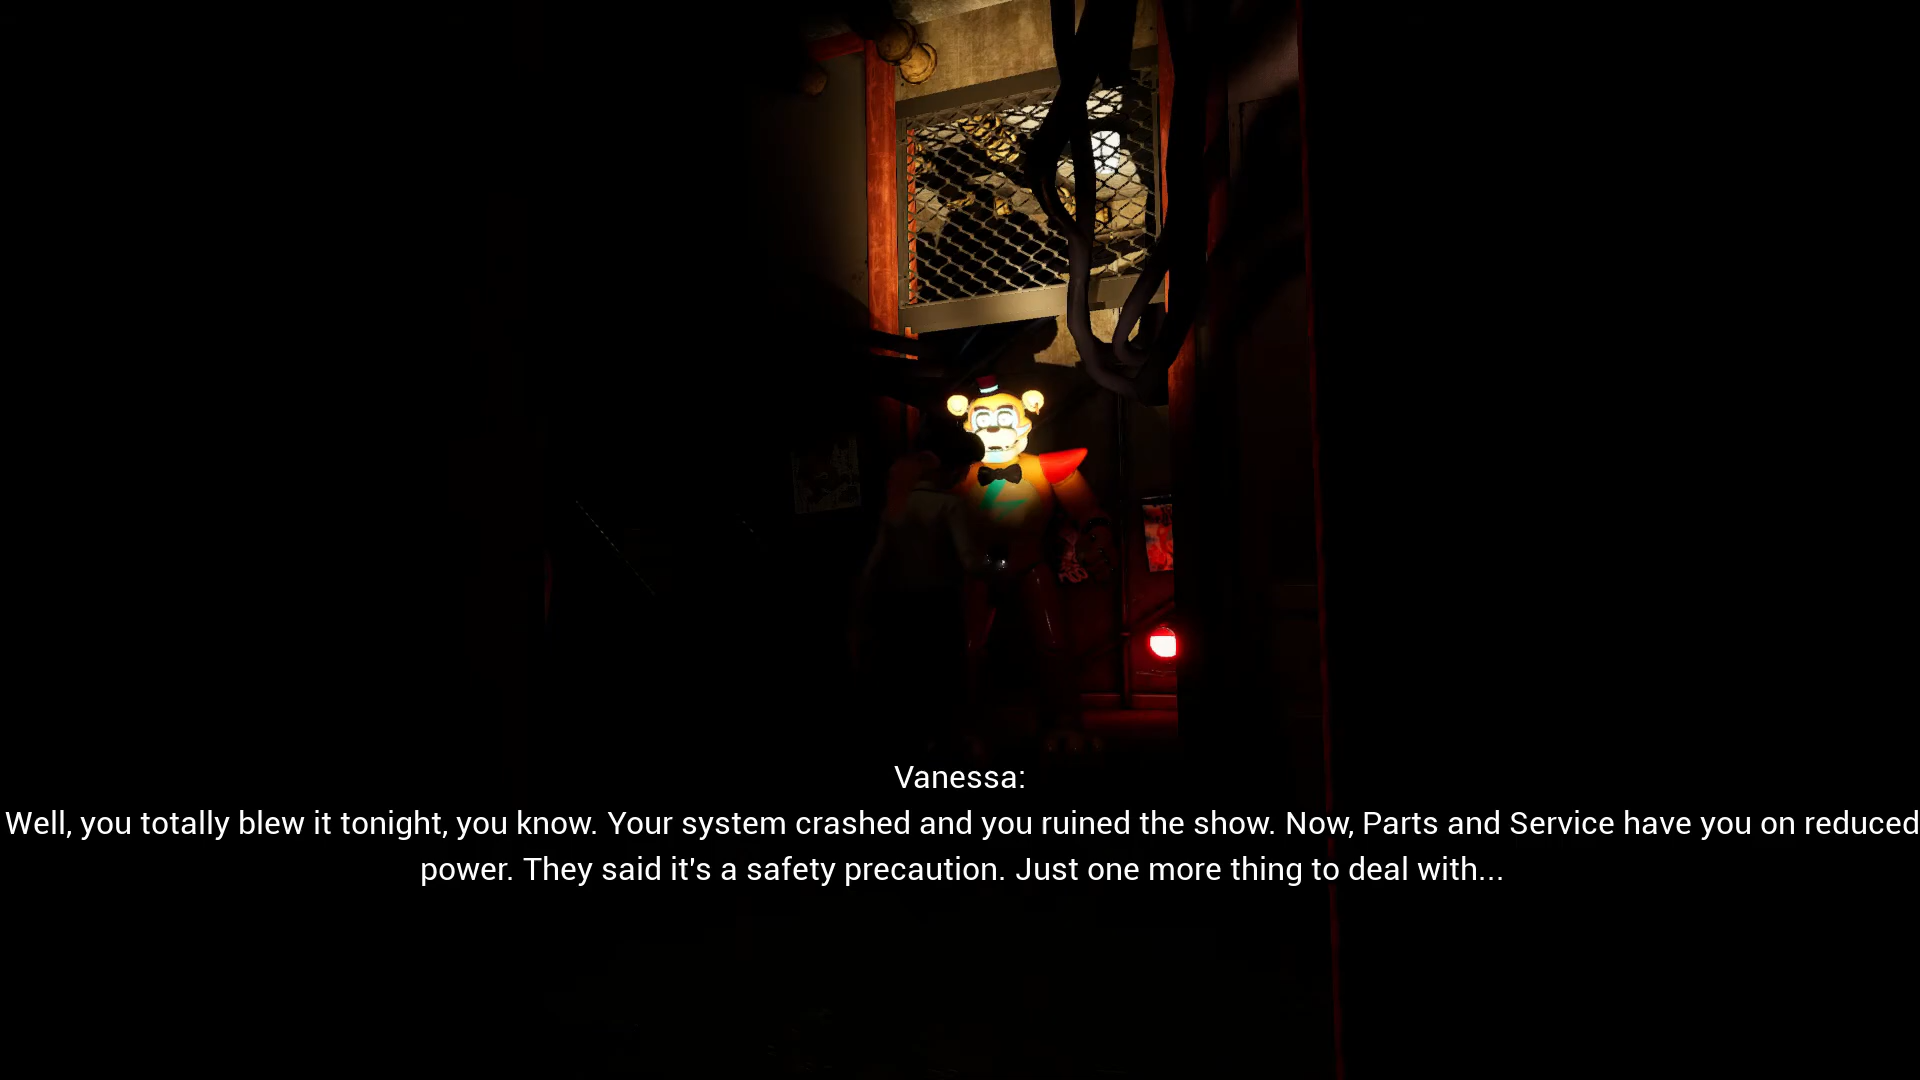 Vanessa:
Well, you totally blew it tonight, you know. Your system crashed and you ruined the show. Now, Parts and Service have you on reduced
power. They said it's a safety precaution. Just one more thing to deal with...